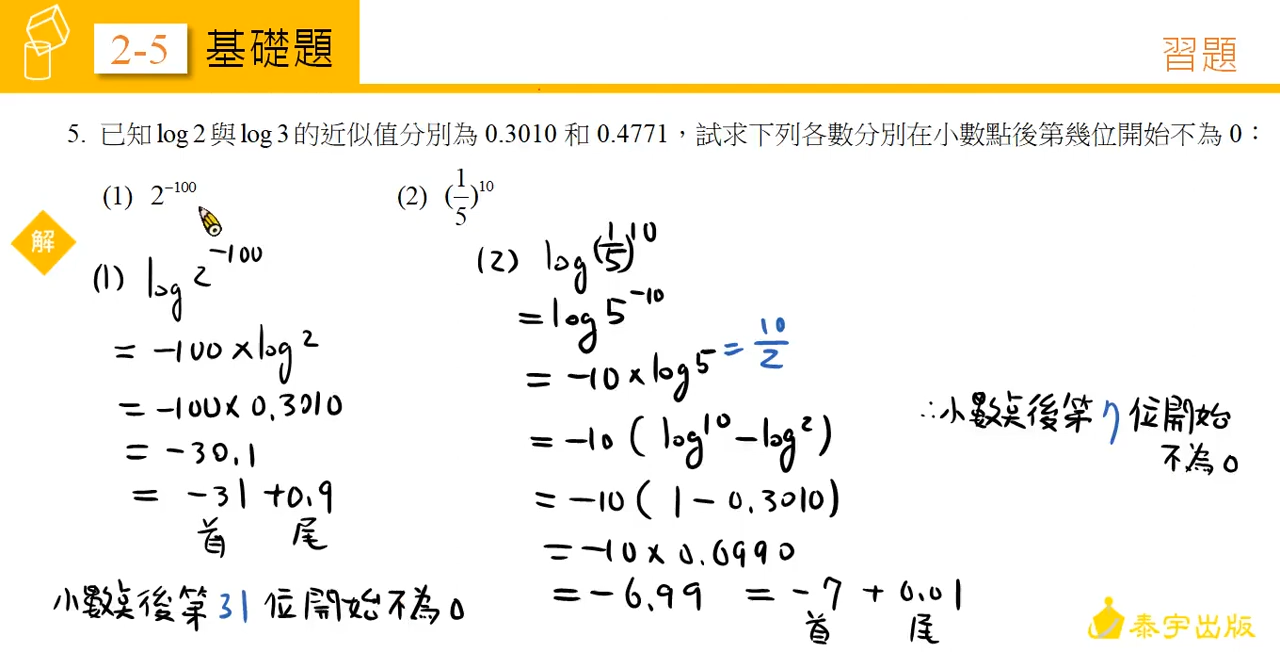 2-5 基礎題
習題
5. 已知 log 2 與 log 3 的近似值分別為 0.3010 和 0.4771，試求下列各數分別在小數點後第幾位開始不為 0：
(1) 2⁻¹⁰⁰ (2) (1/5)¹⁰
解
(1) log 2⁻¹⁰⁰
= -100 × log 2
= -100 × 0.3010
= -30.1
= -31 + 0.9
首 尾
小數点後第 31 位開始不為 0
(2) log (1/5)¹⁰
= log 5⁻¹⁰
= -10 × log 5 = 10/2
= -10 ( log 10 - log 2 )
= -10 ( 1 - 0.3010 )
= -10 × 0.6990
= -6.99 = -7 + 0.01
首 尾
∴小數点後第 7 位開始
不為 0
泰宇出版